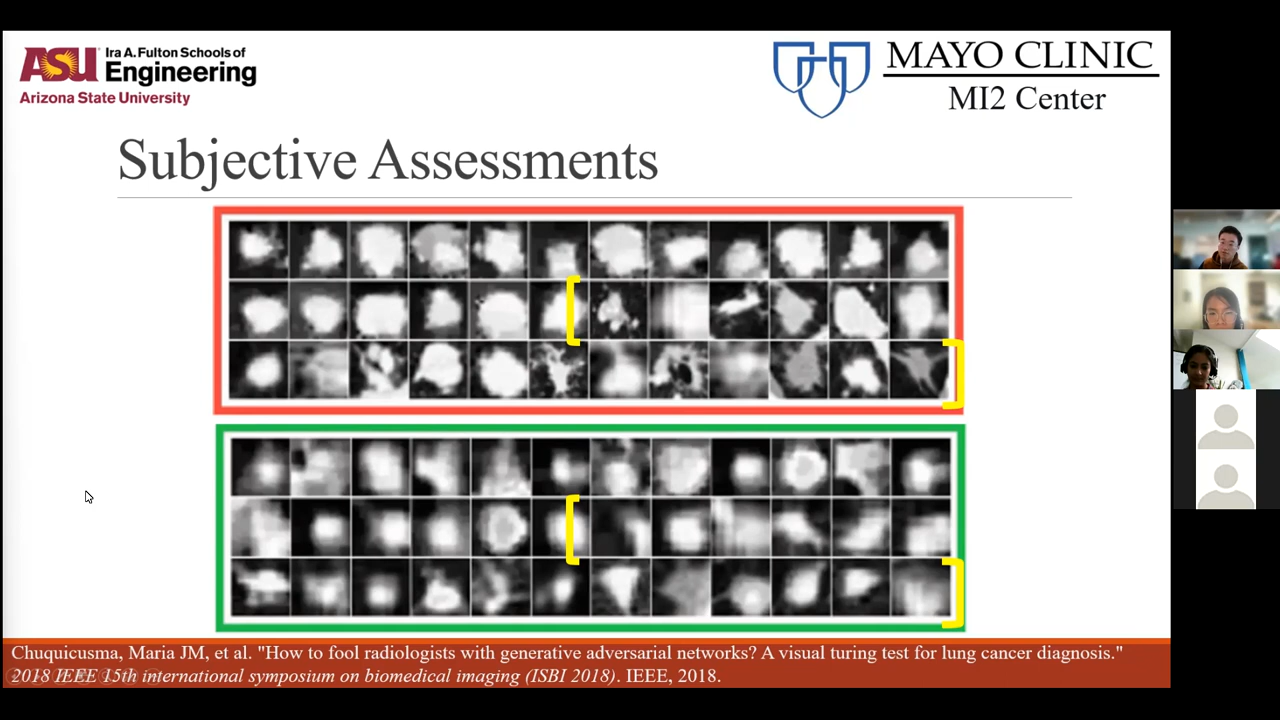 ASU Ira A. Fulton Schools of
Engineering
Arizona State University
MAYO CLINIC
MI2 Center
Subjective Assessments
Chuquicusma, Maria JM, et al. "How to fool radiologists with generative adversarial networks? A visual turing test for lung cancer diagnosis."
2018 IEEE 15th international symposium on biomedical imaging (ISBI 2018). IEEE, 2018.